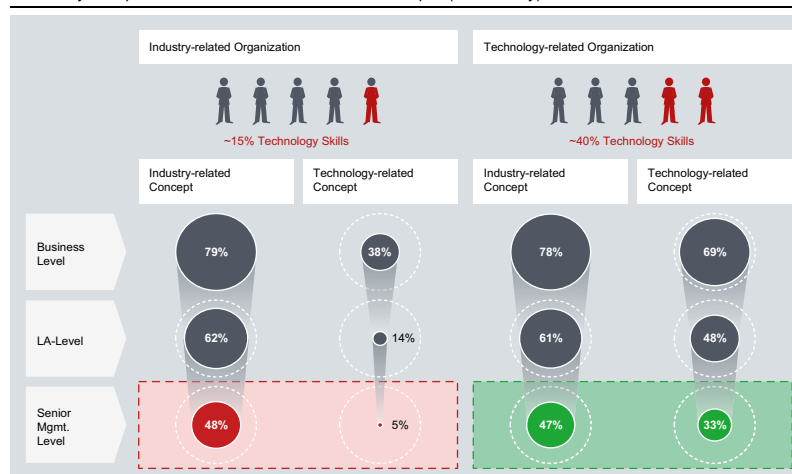 Industry-related Organization
Technology-related Organization
~15% Technology Skills
~40% Technology Skills
Industry-related
Concept
Technology-related
Concept
Industry-related
Concept
Technology-related
Concept
Business
Level
79%
38%
78%
69%
LA-Level
62%
14%
61%
48%
Senior
Mgmt.
Level
48%
5%
47%
33%